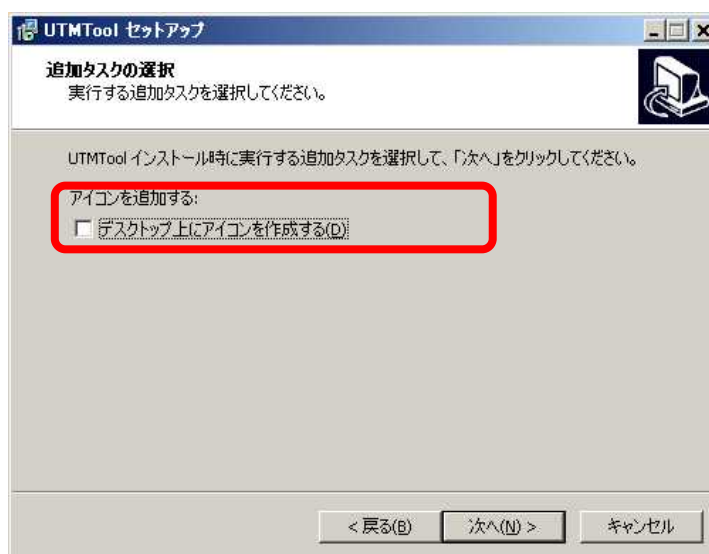 UTMTool セットアップ
追加タスクの選択
実行する追加タスクを選択してください。
UTMTool インストール時に実行する追加タスクを選択して、「次へ」をクリックしてください。
アイコンを追加する:
デスクトップ上にアイコンを作成する(D)
< 戻る(B) 次へ(N) > キャンセル